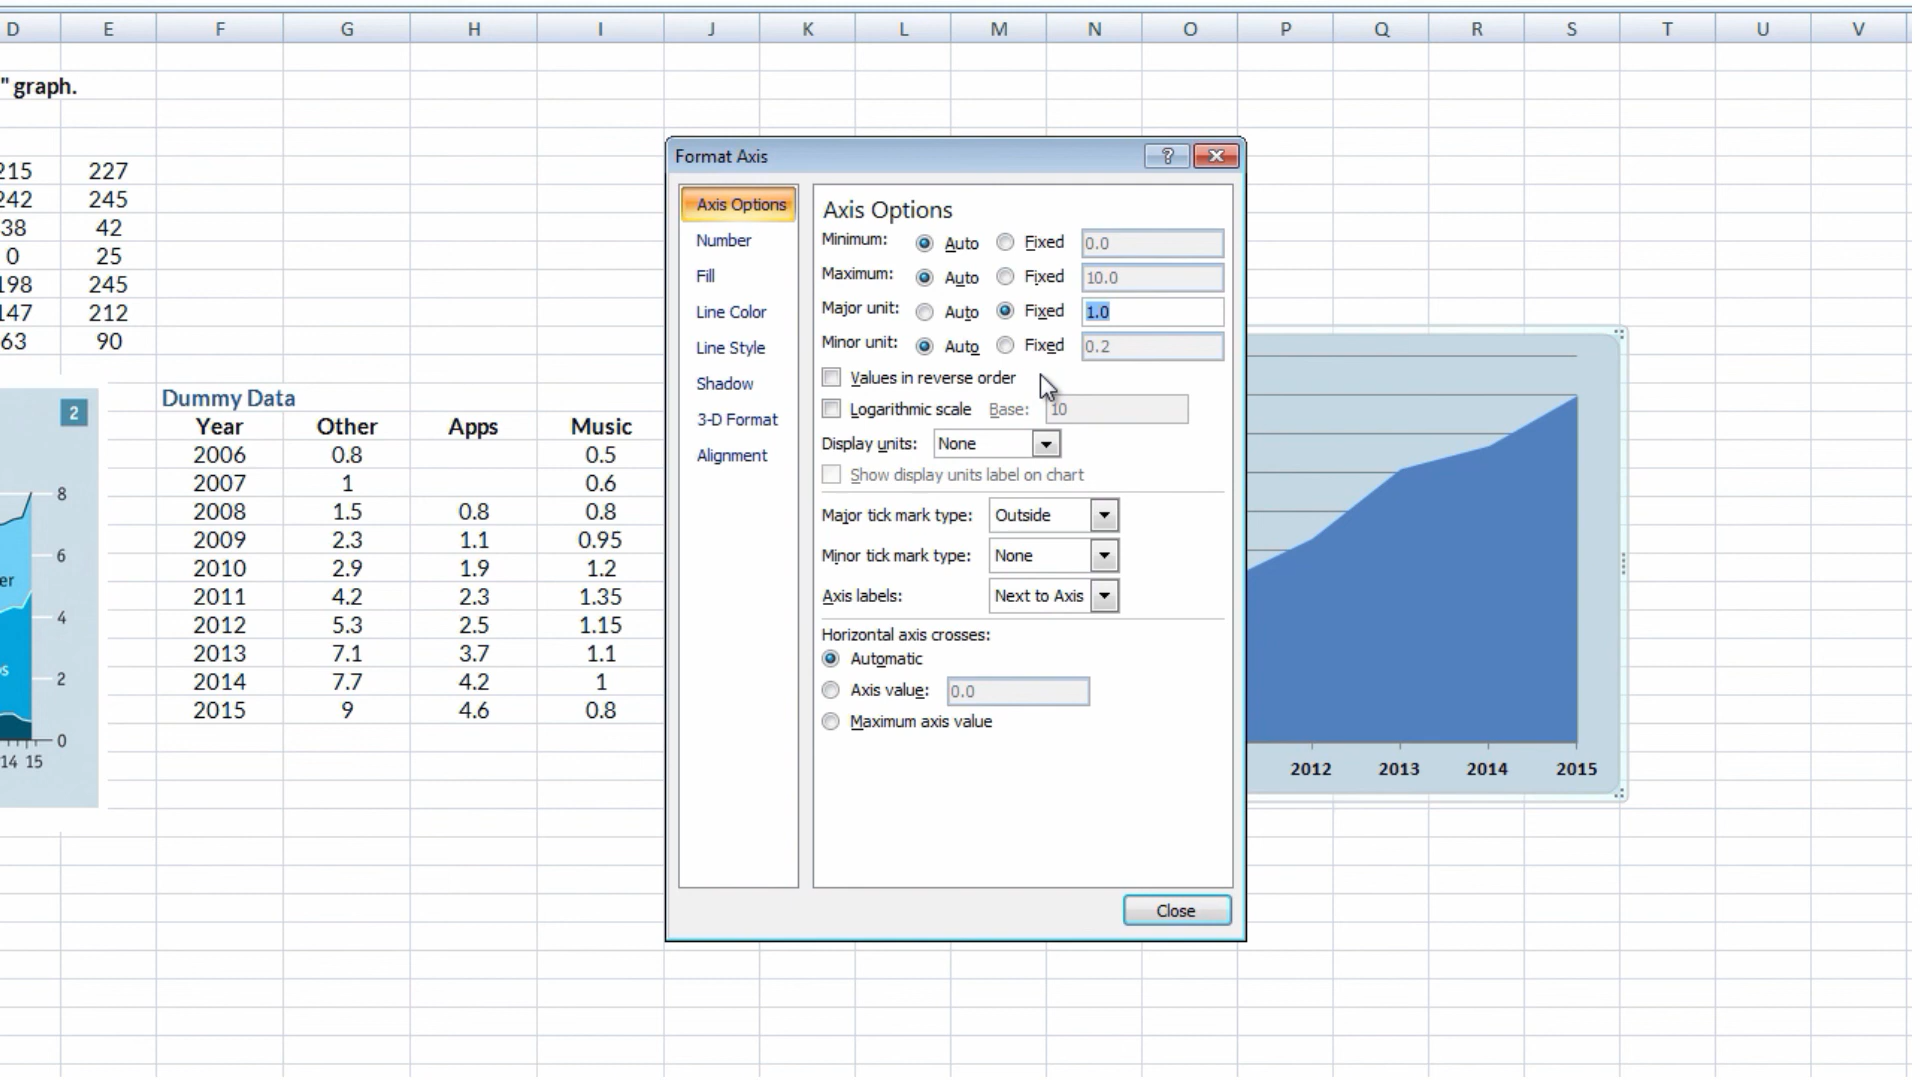 D E F G H I J K L M N O P Q R S T U V
" graph.
215 227
242 245
38 42
0 25
198 245
147 212
63 90
2
8
6
4
2
0
14 15
Dummy Data
Year Other Apps Music
2006 0.8 0.5
2007 1 0.6
2008 1.5 0.8 0.8
2009 2.3 1.1 0.95
2010 2.9 1.9 1.2
2011 4.2 2.3 1.35
2012 5.3 2.5 1.15
2013 7.1 3.7 1.1
2014 7.7 4.2 1
2015 9 4.6 0.8
Format Axis ?
Axis Options
Number
Fill
Line Color
Line Style
Shadow
3-D Format
Alignment
Axis Options
Minimum: Auto Fixed 0.0
Maximum: Auto Fixed 10.0
Major unit: Auto Fixed 1.0
Minor unit: Auto Fixed 0.2
Values in reverse order
Logarithmic scale Base: 10
Display units: None
Show display units label on chart
Major tick mark type: Outside
Minor tick mark type: None
Axis labels: Next to Axis
Horizontal axis crosses:
Automatic
Axis value: 0.0
Maximum axis value
Close
2012 2013 2014 2015